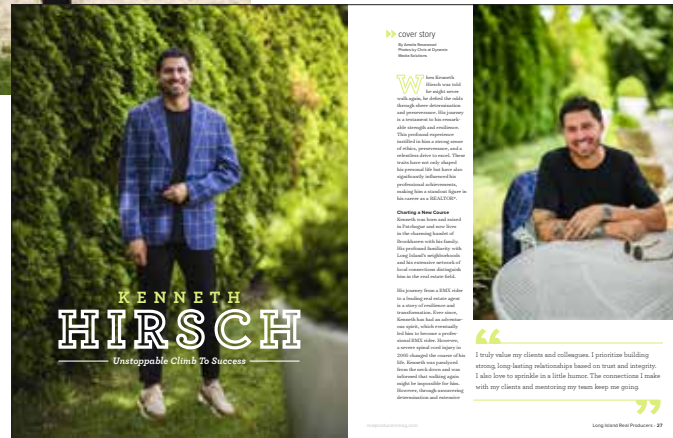 KENNETH
HIRSCH
Unstoppable Climb To Success
cover story
By Amelia Rosewood
Photos by Chris at Dynamic
Media Solutions
When Kenneth
Hirsch was told
he might never
walk again, he defied the odds
through sheer determination
and perseverance. His journey
is a testament to his remark-
able strength and resilience.
This profound experience
instilled in him a strong sense
of ethics, perseverance, and a
relentless drive to excel. These
traits have not only shaped
his personal life but have also
significantly influenced his
professional achievements,
making him a standout figure in
his career as a REALTOR®.
Charting a New Course
Kenneth was born and raised
in Patchogue and now lives
in the charming hamlet of
Brookhaven with his family.
His profound familiarity with
Long Island's neighborhoods
and his extensive network of
local connections distinguish
him in the real estate field.
His journey from a BMX rider
to a leading real estate agent
is a story of resilience and
transformation. Ever since,
Kenneth has had an adventur-
ous spirit, which eventually
led him to become a profes-
sional BMX rider. However,
a severe spinal cord injury in
2005 changed the course of his
life. Kenneth was paralyzed
from the neck down and was
informed that walking again
might be impossible for him.
However, through unwavering
determination and extensive
“
I truly value my clients and colleagues. I prioritize building
strong, long-lasting relationships based on trust and integrity.
I also love to sprinkle in a little humor. The connections I make
with my clients and mentoring my team keep me going.
”
realproducersmag.com
Long Island Real Producers • 27